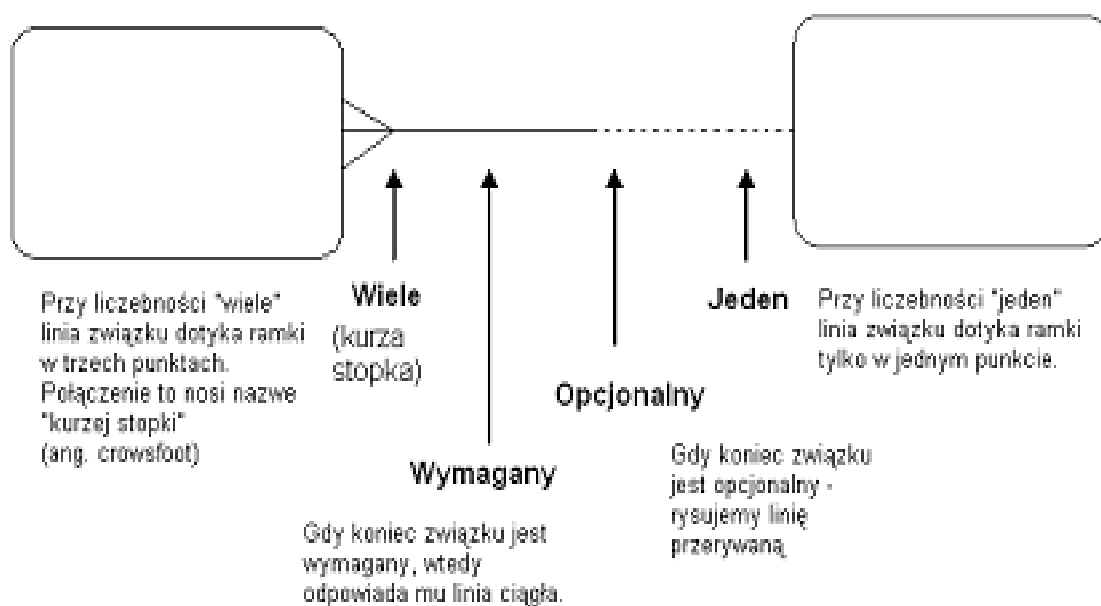 Przy liczebności "wiele"
linia związku dotyka ramki
w trzech punktach.
Połączenie to nosi nazwe
"kurzej stopki"
(ang. crowsfoot)
Wiele
(kurza
stopka)
Jeden
Przy liczebności "jeden"
linia związku dotyka ramki
tylko w jednym punkcie.
Opcjonalny
Gdy koniec związku
jest opcjonalny -
rysujemy linię
przerywaną
Wymagany
Gdy koniec związku jest
wymagany, wtedy
odpowiada mu linia ciągła.